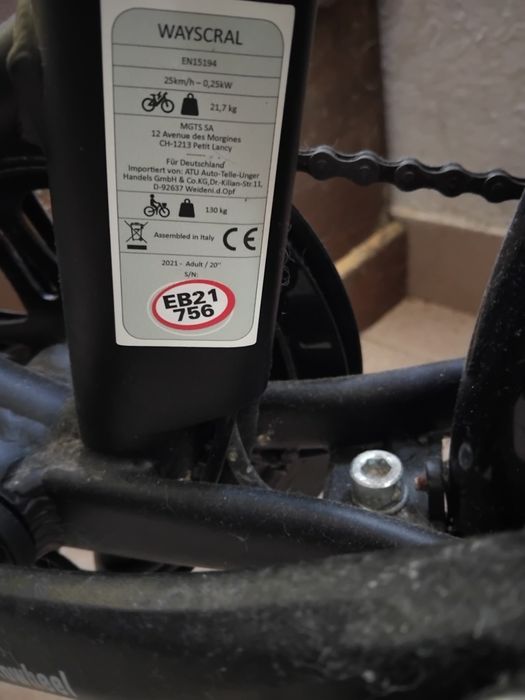 WAYSCRAL
EN15194
25km/h – 0,25kW
21,7 kg
MGTS SA
12 Avenue des Morgines
CH-1213 Petit Lancy
Für Deutschland
Importiert von: ATU Auto-Telle-Unger
Handels GmbH & Co.KG,Dr.-Kilian-Str.11,
D-92637 Weideni.d.Opf
130 kg
Assembled in Italy CE
2021 - Adult / 20"
S/N:
EB21
756